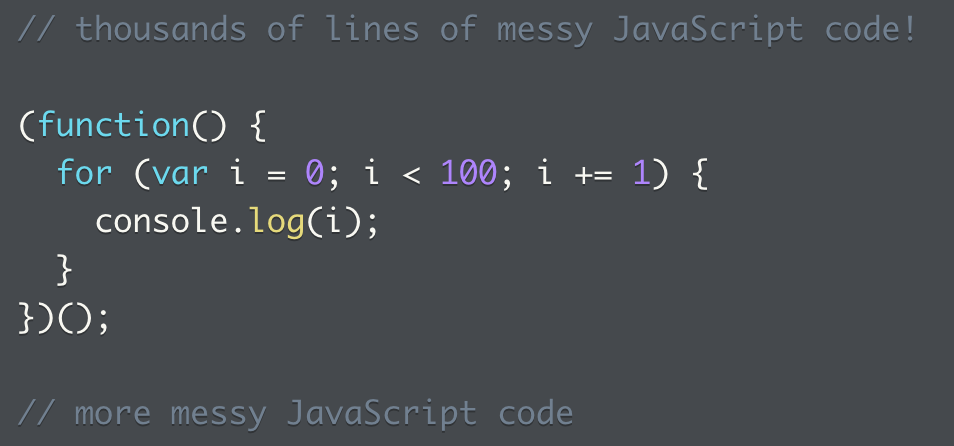 // thousands of lines of messy JavaScript code!
(function() {
  for (var i = 0; i < 100; i += 1) {
    console.log(i);
  }
})();
// more messy JavaScript code